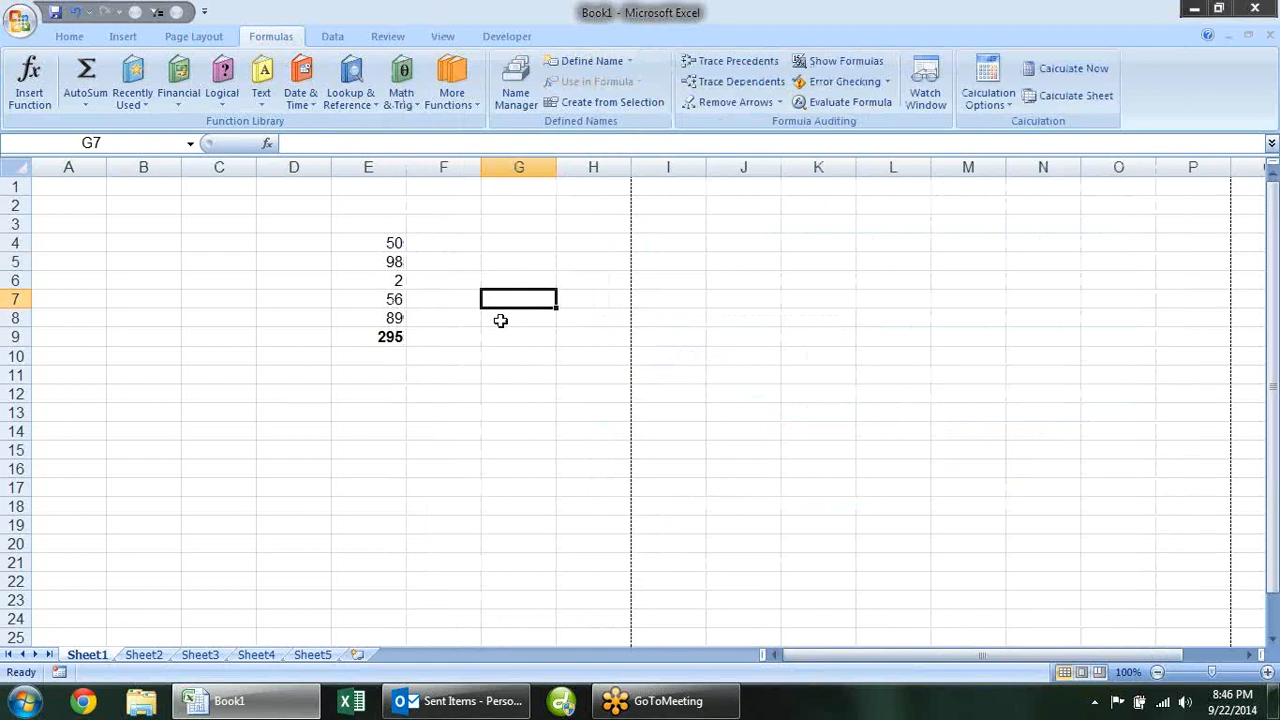 Book1 - Microsoft Excel
Home Insert Page Layout Formulas Data Review View Developer
Insert Function
AutoSum
Recently Used
Financial
Logical
Text
Date & Time
Lookup & Reference
Math & Trig
More Functions
Function Library
Name Manager
Define Name
Use in Formula
Create from Selection
Defined Names
Trace Precedents
Trace Dependents
Remove Arrows
Show Formulas
Error Checking
Evaluate Formula
Formula Auditing
Watch Window
Calculation Options
Calculate Now
Calculate Sheet
Calculation
G7
fx
A B C D E F G H I J K L M N O P
1
2
3
4 50
5 98
6 2
7 56
8 89
9 295
10
11
12
13
14
15
16
17
18
19
20
21
22
23
24
25
Sheet1 Sheet2 Sheet3 Sheet4 Sheet5
Ready
100%
Book1
Sent Items - Perso...
GoToMeeting
8:46 PM
9/22/2014